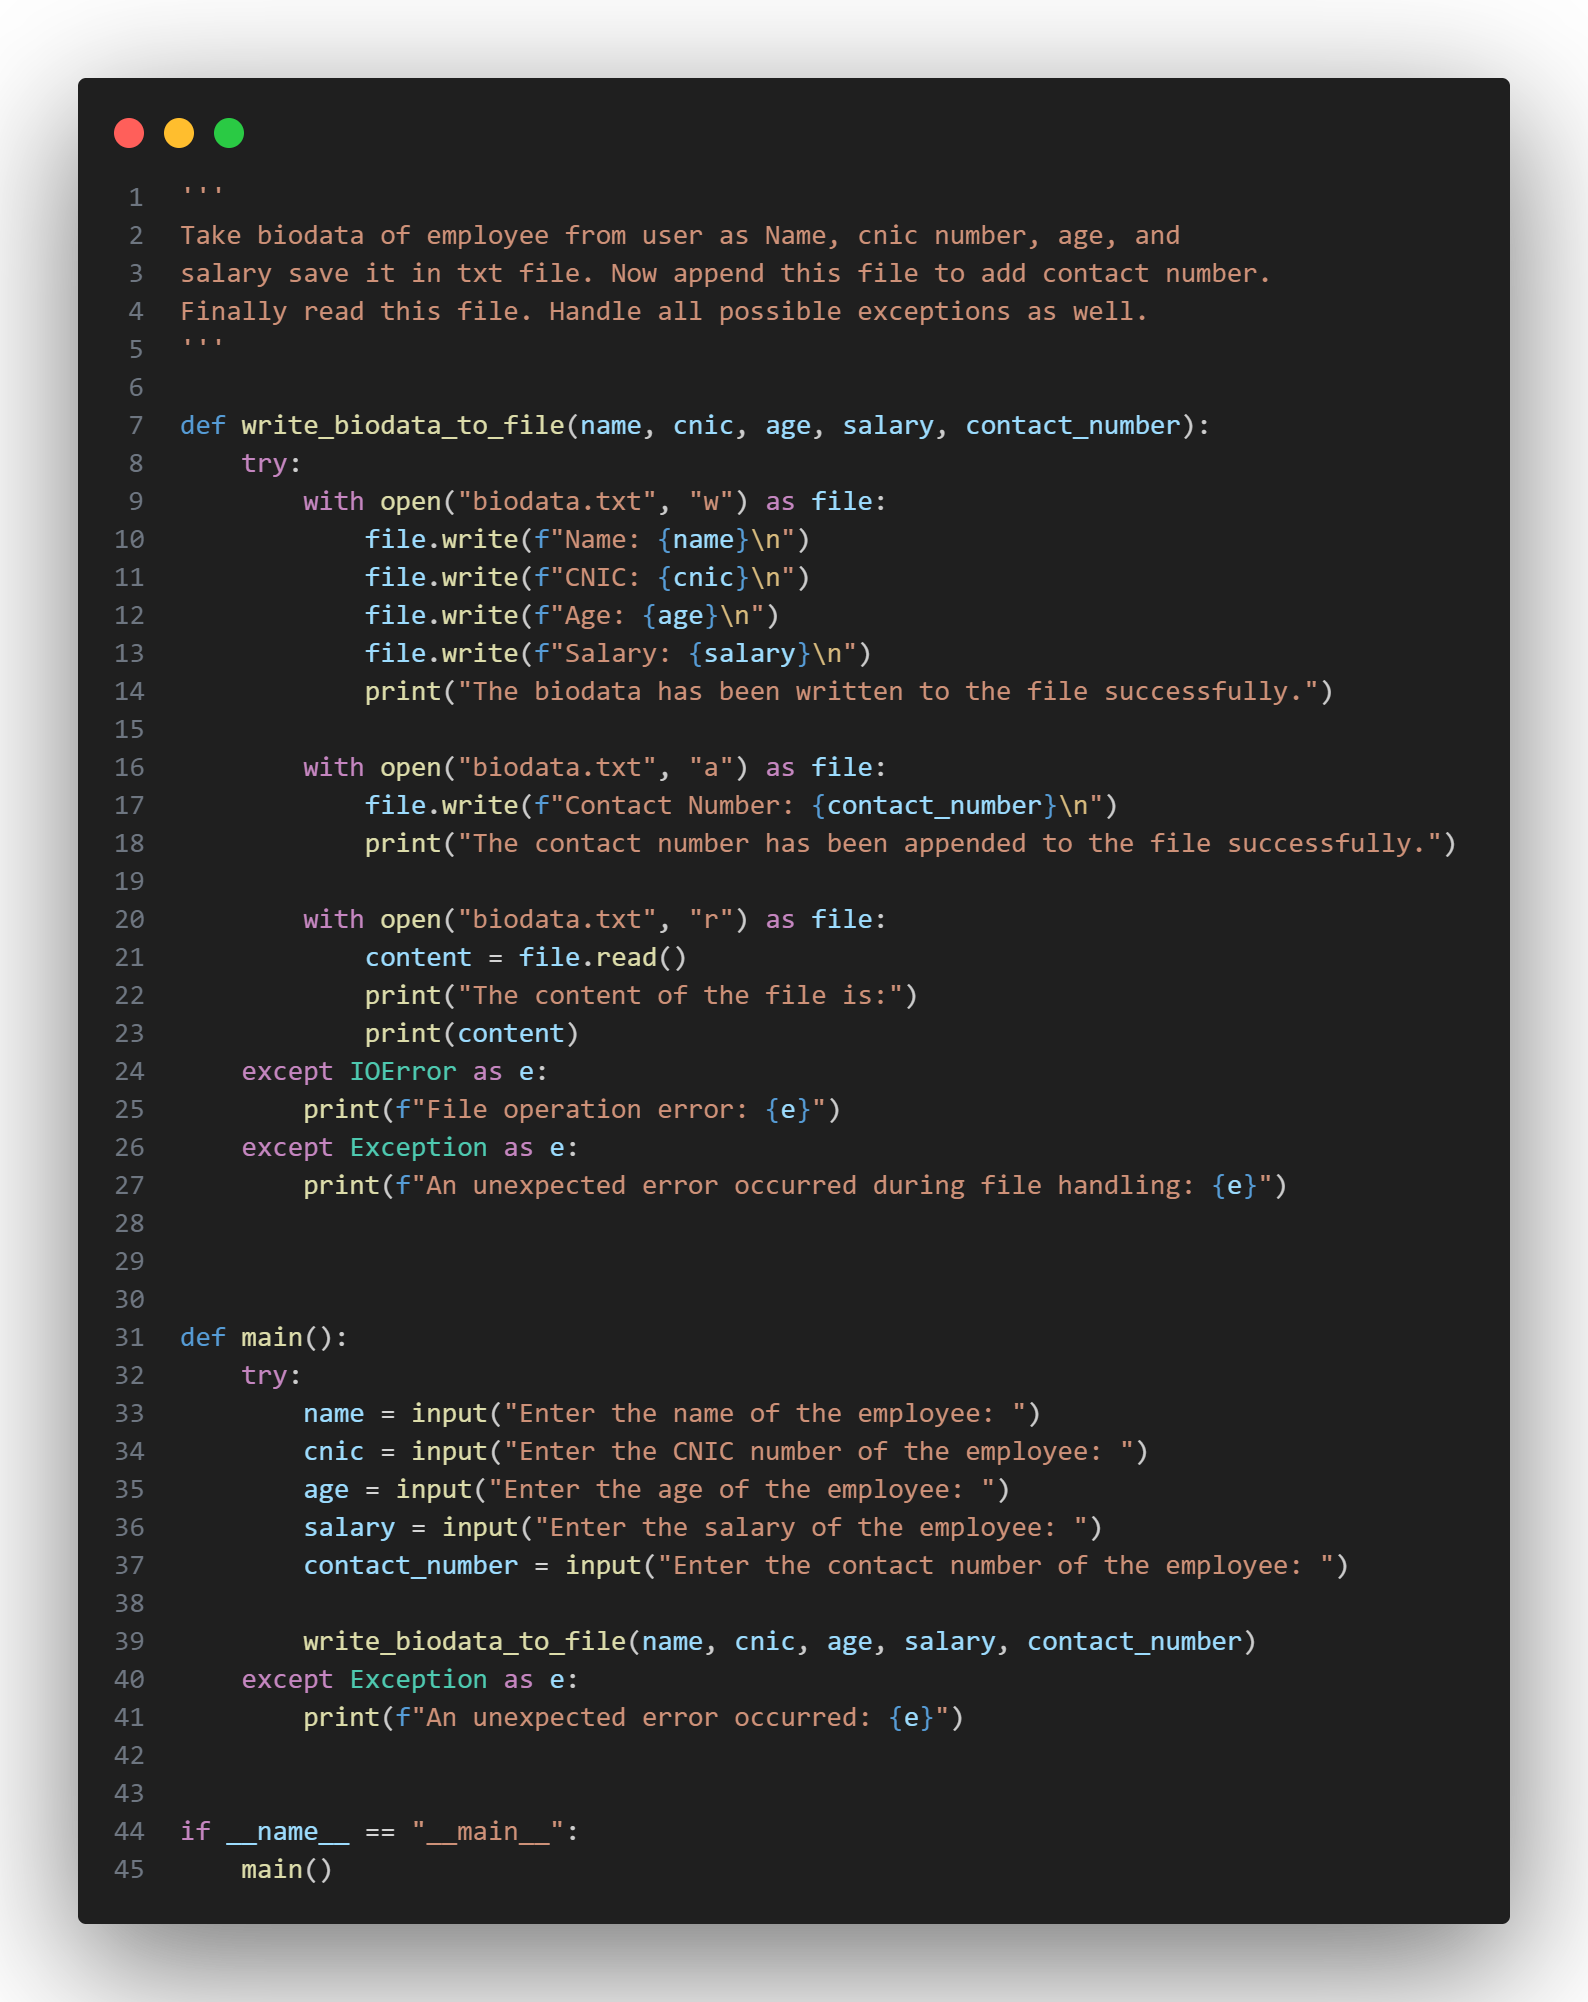 1 '''
2 Take biodata of employee from user as Name, cnic number, age, and
3 salary save it in txt file. Now append this file to add contact number.
4 Finally read this file. Handle all possible exceptions as well.
5 '''
6
7 def write_biodata_to_file(name, cnic, age, salary, contact_number):
8     try:
9         with open("biodata.txt", "w") as file:
10             file.write(f"Name: {name}\n")
11             file.write(f"CNIC: {cnic}\n")
12             file.write(f"Age: {age}\n")
13             file.write(f"Salary: {salary}\n")
14             print("The biodata has been written to the file successfully.")
15
16         with open("biodata.txt", "a") as file:
17             file.write(f"Contact Number: {contact_number}\n")
18             print("The contact number has been appended to the file successfully.")
19
20         with open("biodata.txt", "r") as file:
21             content = file.read()
22             print("The content of the file is:")
23             print(content)
24     except IOError as e:
25         print(f"File operation error: {e}")
26     except Exception as e:
27         print(f"An unexpected error occurred during file handling: {e}")
28
29
30
31 def main():
32     try:
33         name = input("Enter the name of the employee: ")
34         cnic = input("Enter the CNIC number of the employee: ")
35         age = input("Enter the age of the employee: ")
36         salary = input("Enter the salary of the employee: ")
37         contact_number = input("Enter the contact number of the employee: ")
38
39         write_biodata_to_file(name, cnic, age, salary, contact_number)
40     except Exception as e:
41         print(f"An unexpected error occurred: {e}")
42
43
44 if __name__ == "__main__":
45     main()